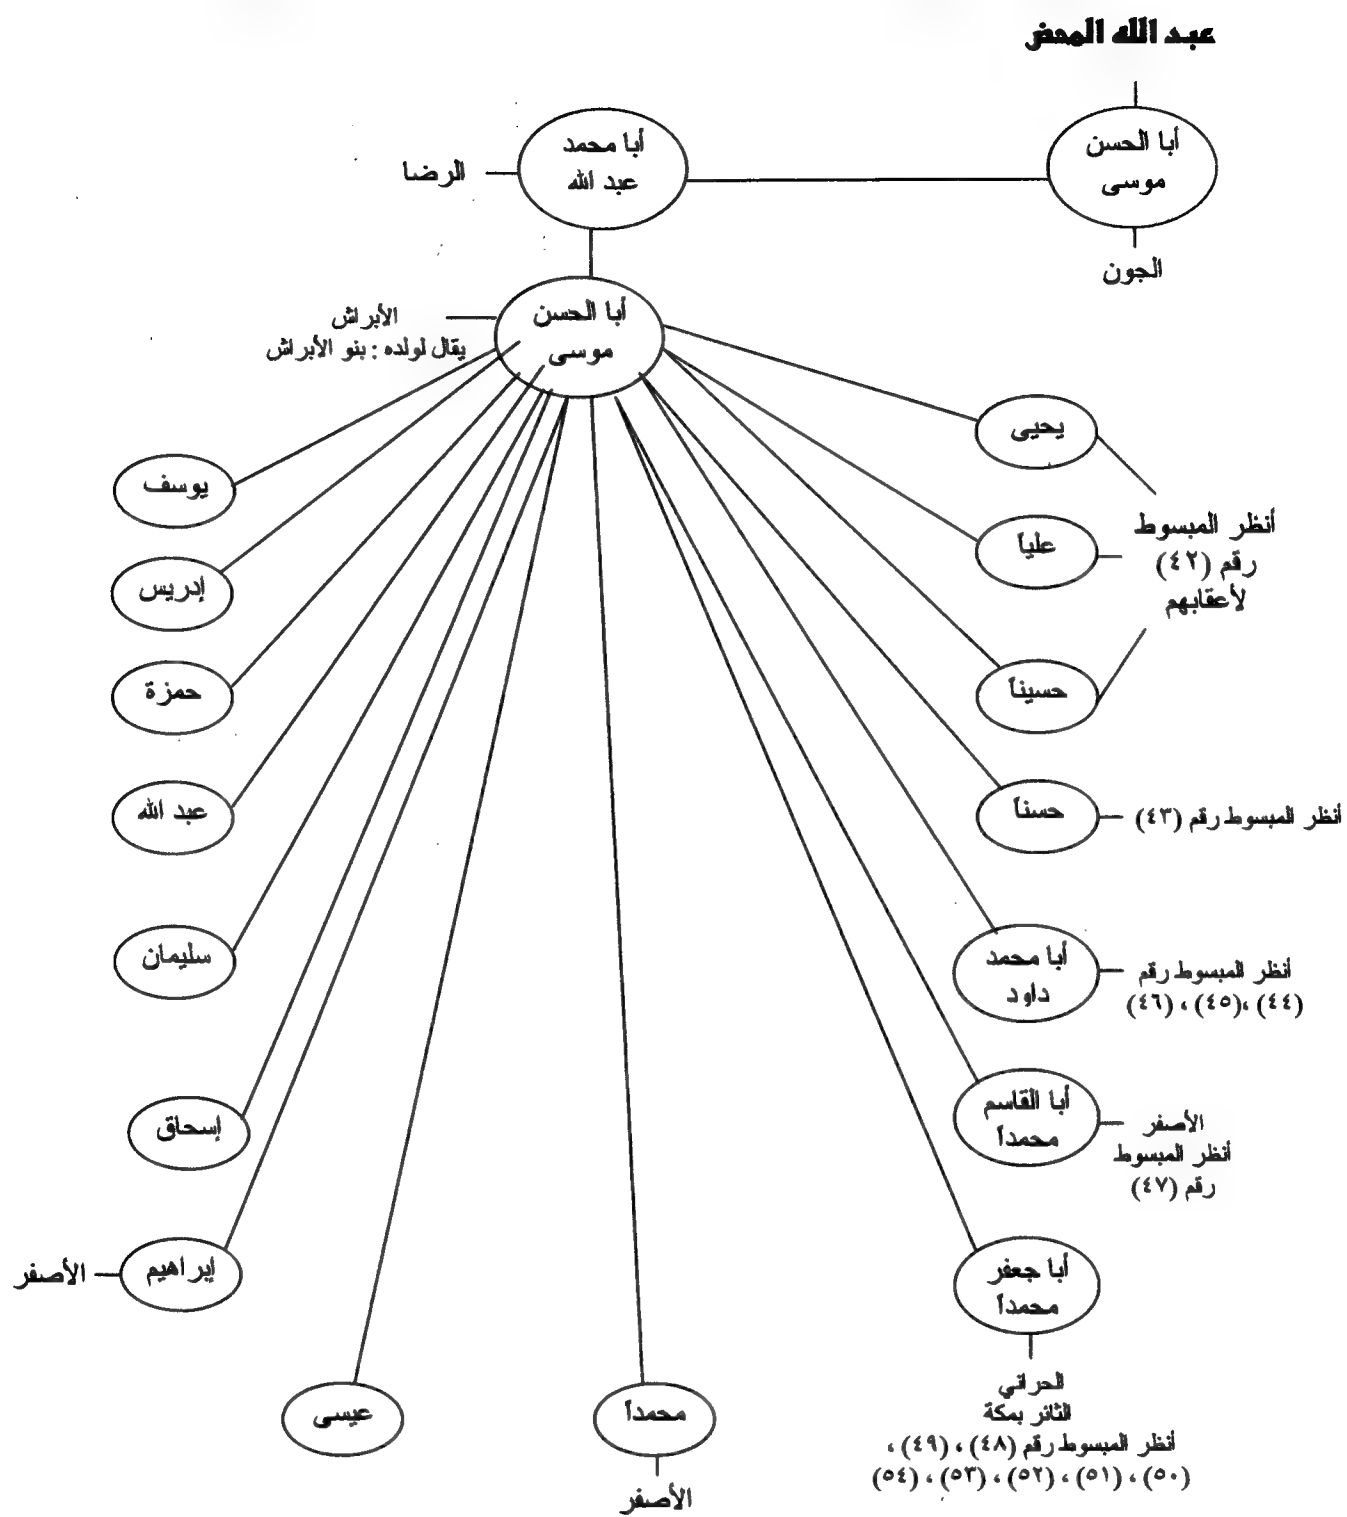 عبد الله المحض
أبا الحسن
موسى
الجون
أبا محمد
عبد الله
الرضا
أبا الحسن
موسى
الأبراش
يقال لولده : بنو الأبراش
يحيى
علياً
حسيناً
أنظر المبسوط
رقم (٤٢)
لأعقابهم
حسناً
أنظر المبسوط رقم (٤٣)
أبا محمد
داود
أنظر المبسوط رقم
(٤٤) ،(٤٥) ، (٤٦)
أبا القاسم
محمداً
الأصفر
أنظر المبسوط
رقم (٤٧)
أبا جعفر
محمداً
الحراني
الثائر بمكة
أنظر المبسوط رقم (٤٨) ، (٤٩) ،
(٥٠) ، (٥١) ، (٥٢) ، (٥٣) ، (٥٤)
محمداً
الأصفر
عيسى
يوسف
إدريس
حمزة
عبد الله
سليمان
إسحاق
إبراهيم
الأصفر